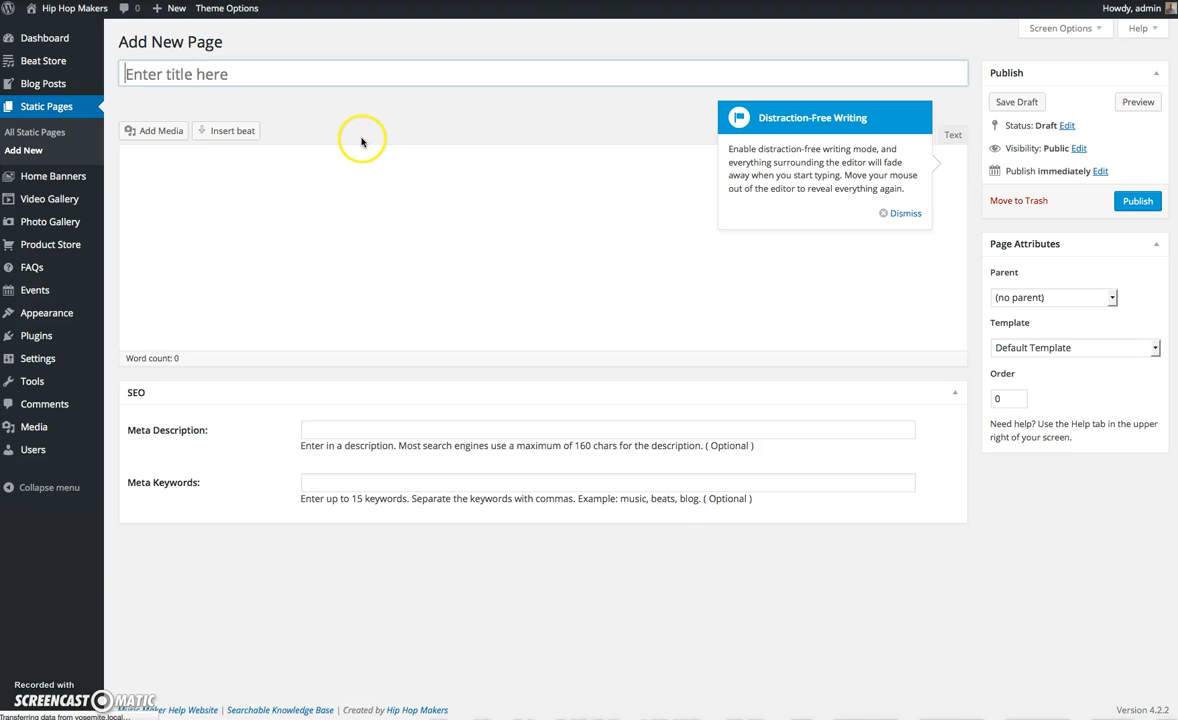 Hip Hop Makers 0 New Theme Options Howdy, admin
Dashboard
Beat Store
Blog Posts
Static Pages
All Static Pages
Add New
Home Banners
Video Gallery
Photo Gallery
Product Store
FAQs
Events
Appearance
Plugins
Settings
Tools
Comments
Media
Users
Collapse menu
Screen Options Help
Add New Page
Enter title here
Add Media Insert beat
Text
Distraction-Free Writing
Enable distraction-free writing mode, and
everything surrounding the editor will fade
away when you start typing. Move your mouse
out of the editor to reveal everything again.
Dismiss
Word count: 0
SEO
Meta Description:
Enter in a description. Most search engines use a maximum of 160 chars for the description. ( Optional )
Meta Keywords:
Enter up to 15 keywords. Separate the keywords with commas. Example: music, beats, blog. ( Optional )
Publish
Save Draft Preview
Status: Draft Edit
Visibility: Public Edit
Publish immediately Edit
Move to Trash Publish
Page Attributes
Parent
(no parent)
Template
Default Template
Order
0
Need help? Use the Help tab in the upper
right of your screen.
Recorded with
SCREENCAST MATIC
Music Maker Help Website | Searchable Knowledge Base | Created by Hip Hop Makers
Version 4.2.2
Transferring data from yosemite.local...